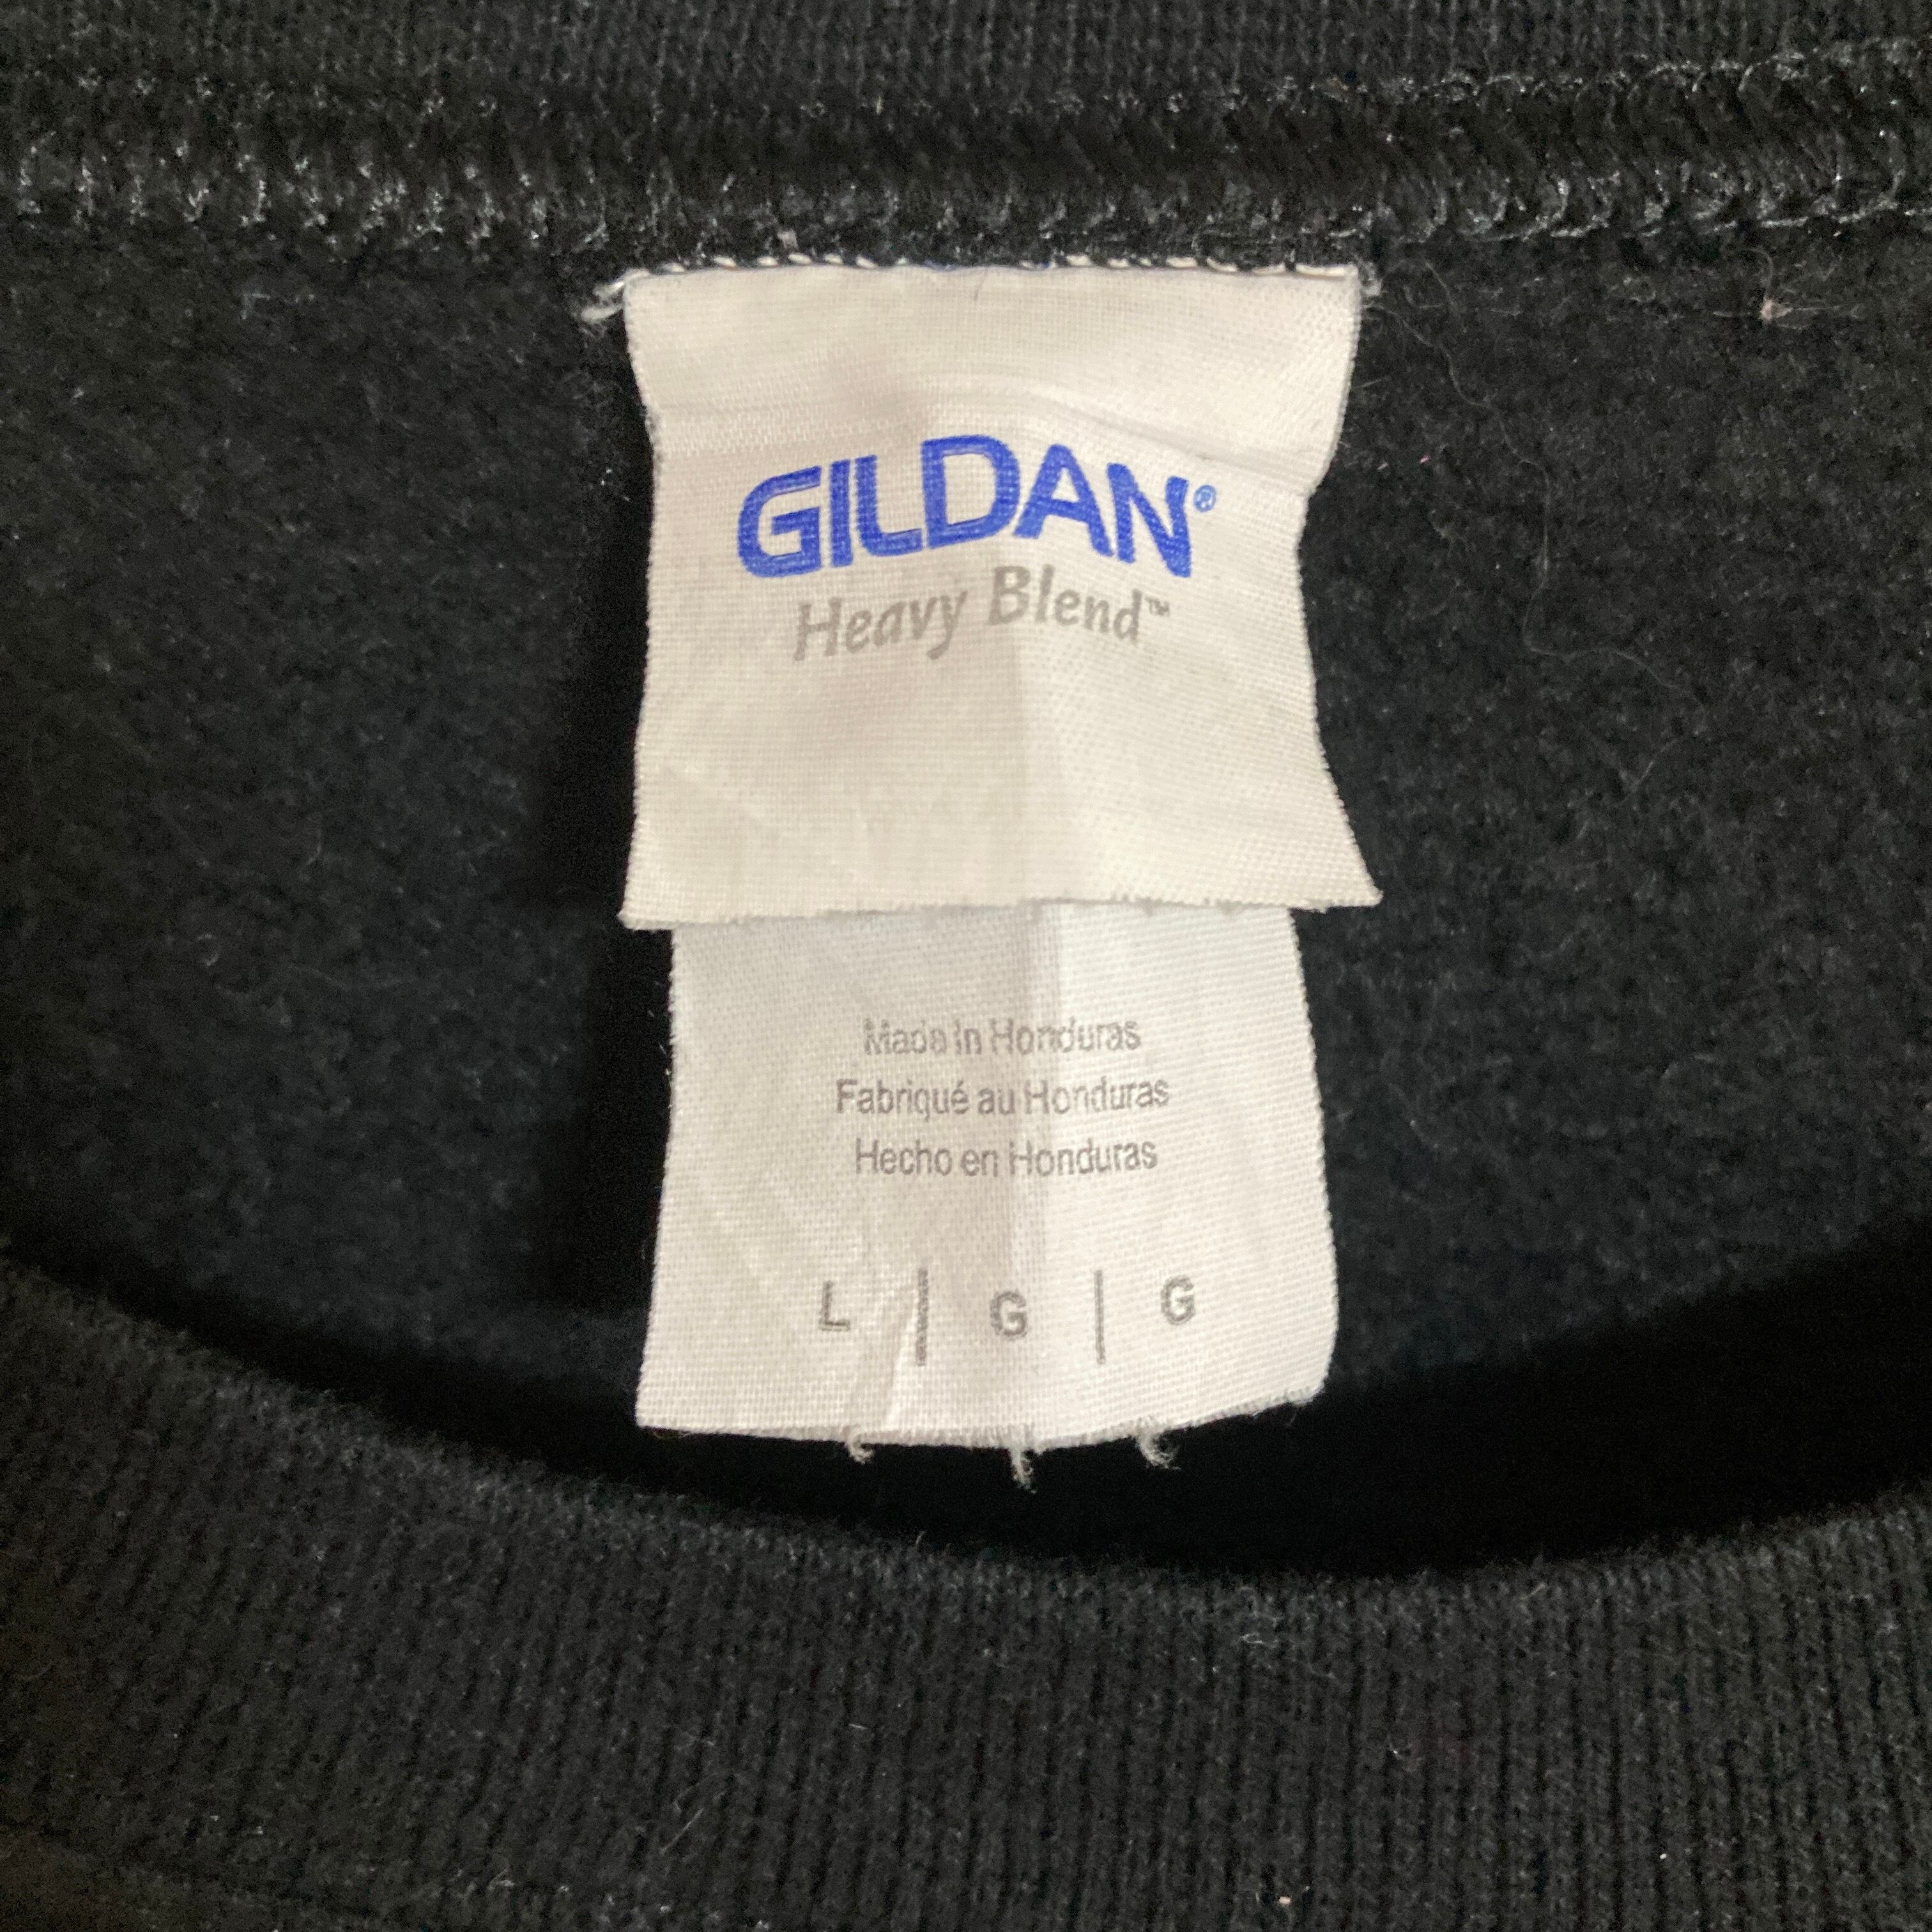 GILDAN®
Heavy Blend™
Made in Honduras
Fabriqué au Honduras
Hecho en Honduras
L | G | G